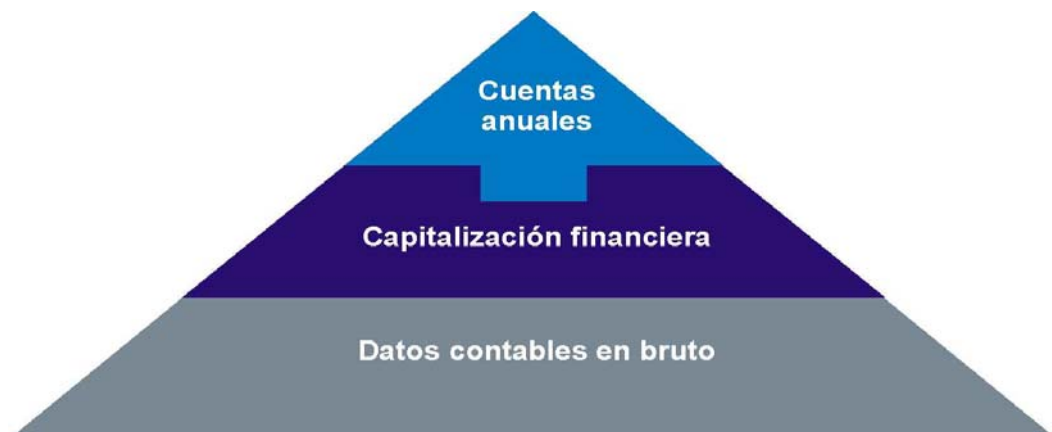 Cuentas
anuales
Capitalización financiera
Datos contables en bruto